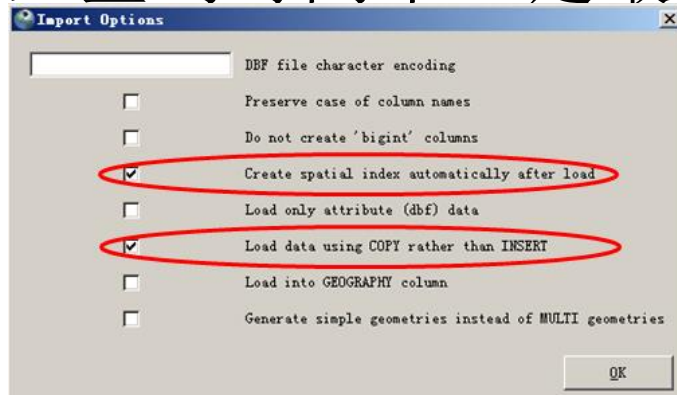 Import Options
DBF file character encoding
Preserve case of column names
Do not create 'bigint' columns
Create spatial index automatically after load
Load only attribute (dbf) data
Load data using COPY rather than INSERT
Load into GEOGRAPHY column
Generate simple geometries instead of MULTI geometries
OK